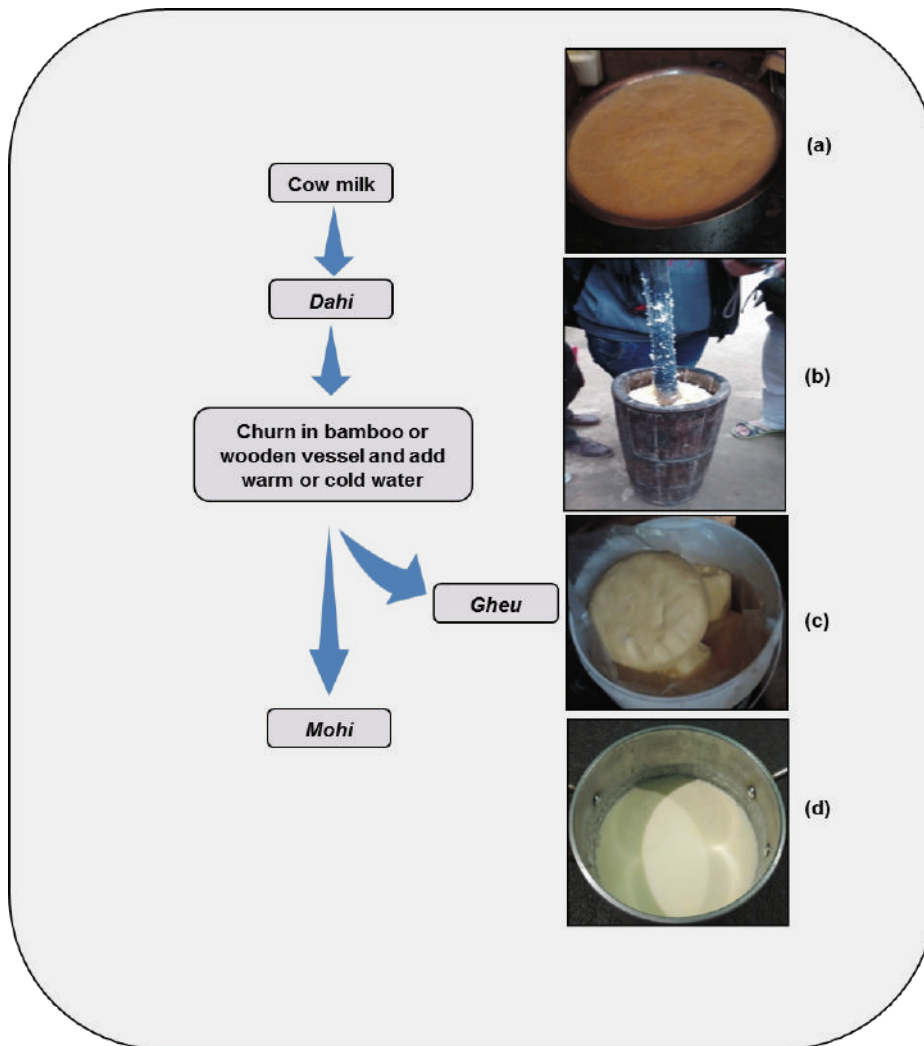 Cow milk
(a)
Dahi
(b)
Churn in bamboo or
wooden vessel and add
warm or cold water
Gheu
(c)
Mohi
(d)